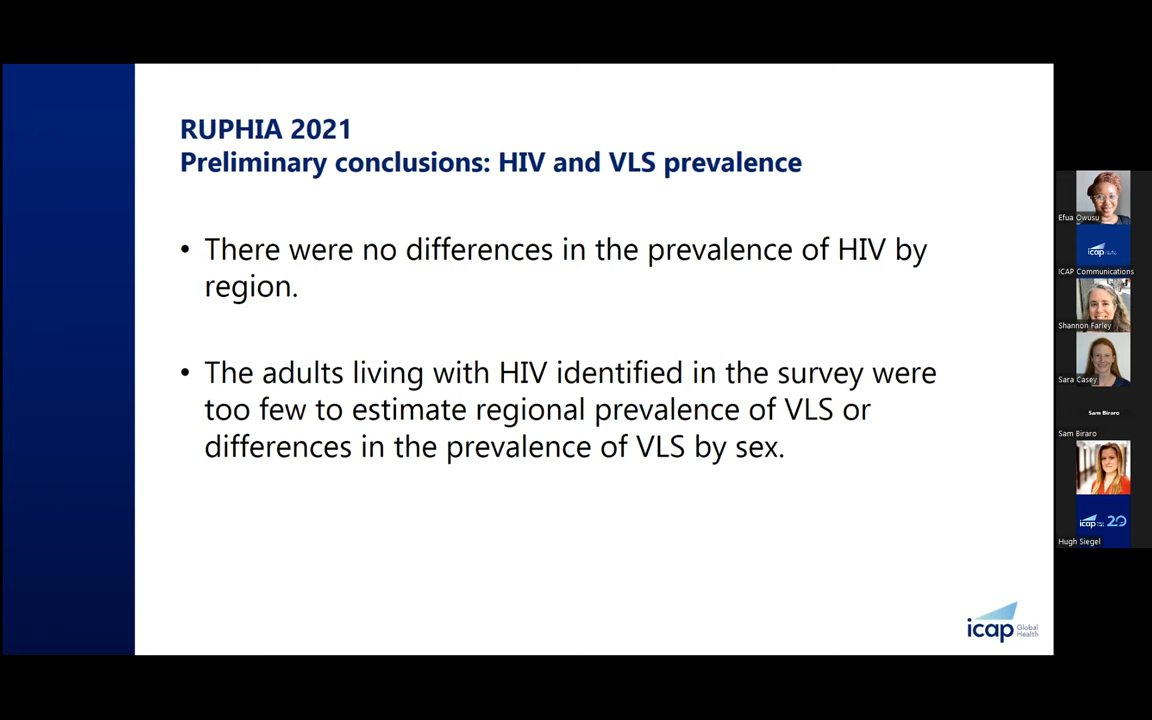 RUPHIA 2021
Preliminary conclusions: HIV and VLS prevalence
• There were no differences in the prevalence of HIV by
region.
• The adults living with HIV identified in the survey were
too few to estimate regional prevalence of VLS or
differences in the prevalence of VLS by sex.
icap Global
Health
Efua Owusu
icap
ICAP Communications
Shannon Farley
Sara Casey
Sam Biraro
Sam Biraro
icap 20
Hugh Siegel